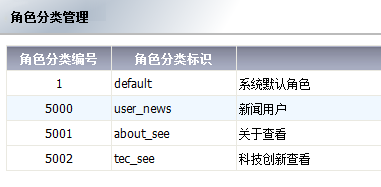 角色分类管理
角色分类编号 角色分类标识
1 default 系统默认角色
5000 user_news 新闻用户
5001 about_see 关于查看
5002 tec_see 科技创新查看